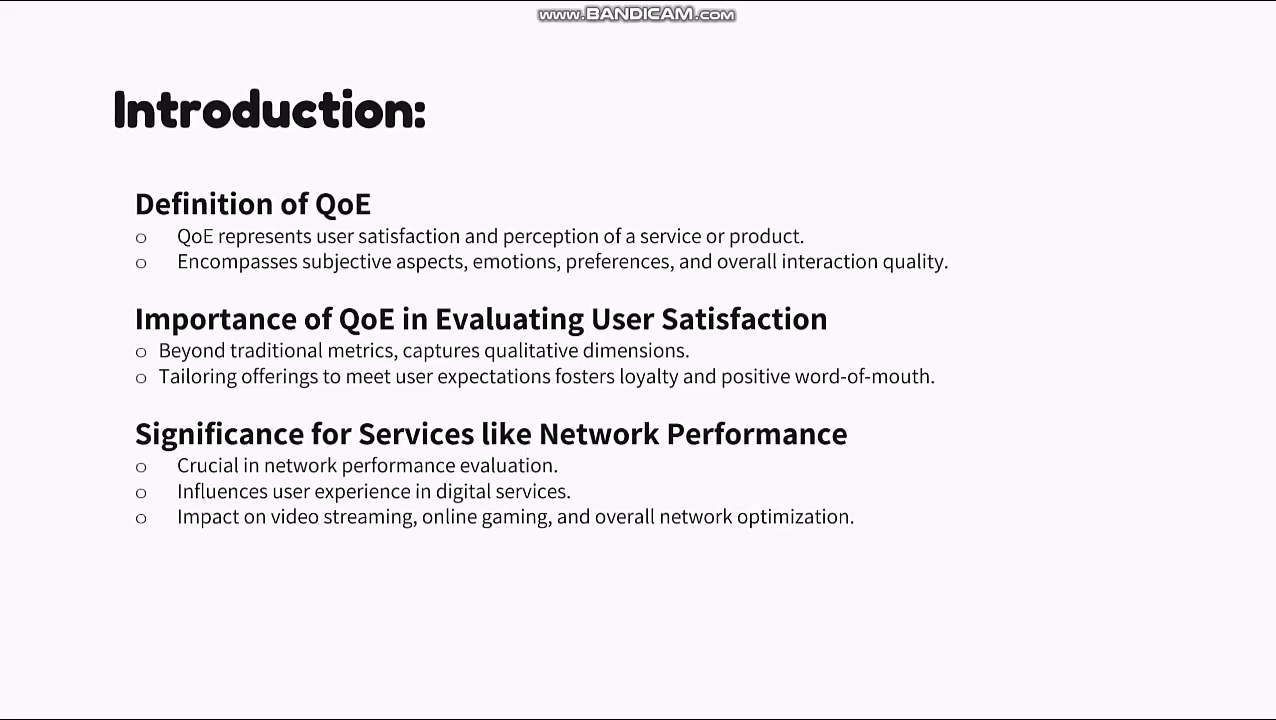 www.BANDICAM.com
Introduction:
Definition of QoE
o QoE represents user satisfaction and perception of a service or product.
o Encompasses subjective aspects, emotions, preferences, and overall interaction quality.
Importance of QoE in Evaluating User Satisfaction
o Beyond traditional metrics, captures qualitative dimensions.
o Tailoring offerings to meet user expectations fosters loyalty and positive word-of-mouth.
Significance for Services like Network Performance
o Crucial in network performance evaluation.
o Influences user experience in digital services.
o Impact on video streaming, online gaming, and overall network optimization.